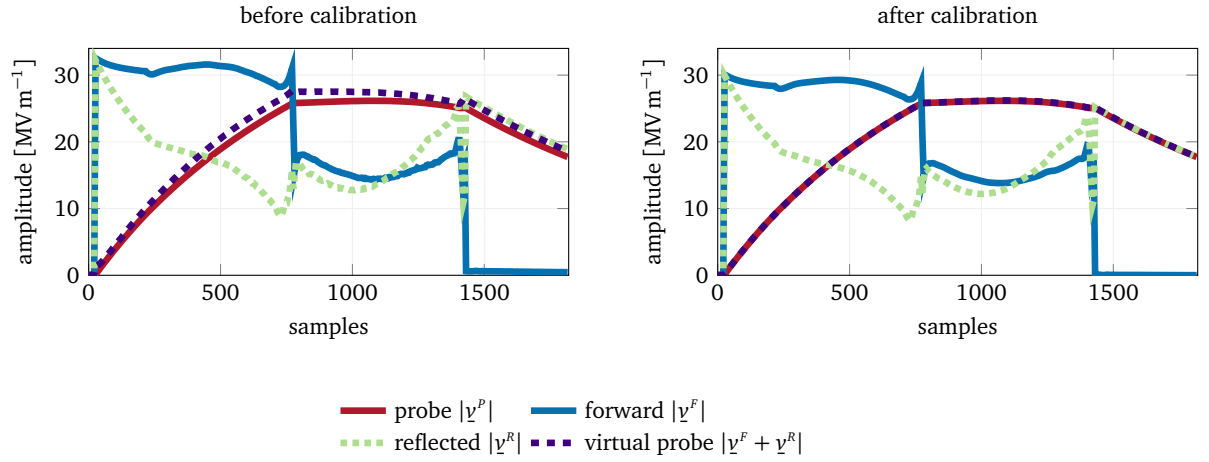 before calibration
after calibration
amplitude [MV m⁻¹]
30
20
10
0
0 500 1000 1500
samples
amplitude [MV m⁻¹]
30
20
10
0
0 500 1000 1500
samples
probe |v̲ᴾ| forward |v̲ᶠ|
reflected |v̲ᴿ| virtual probe |v̲ᶠ + v̲ᴿ|